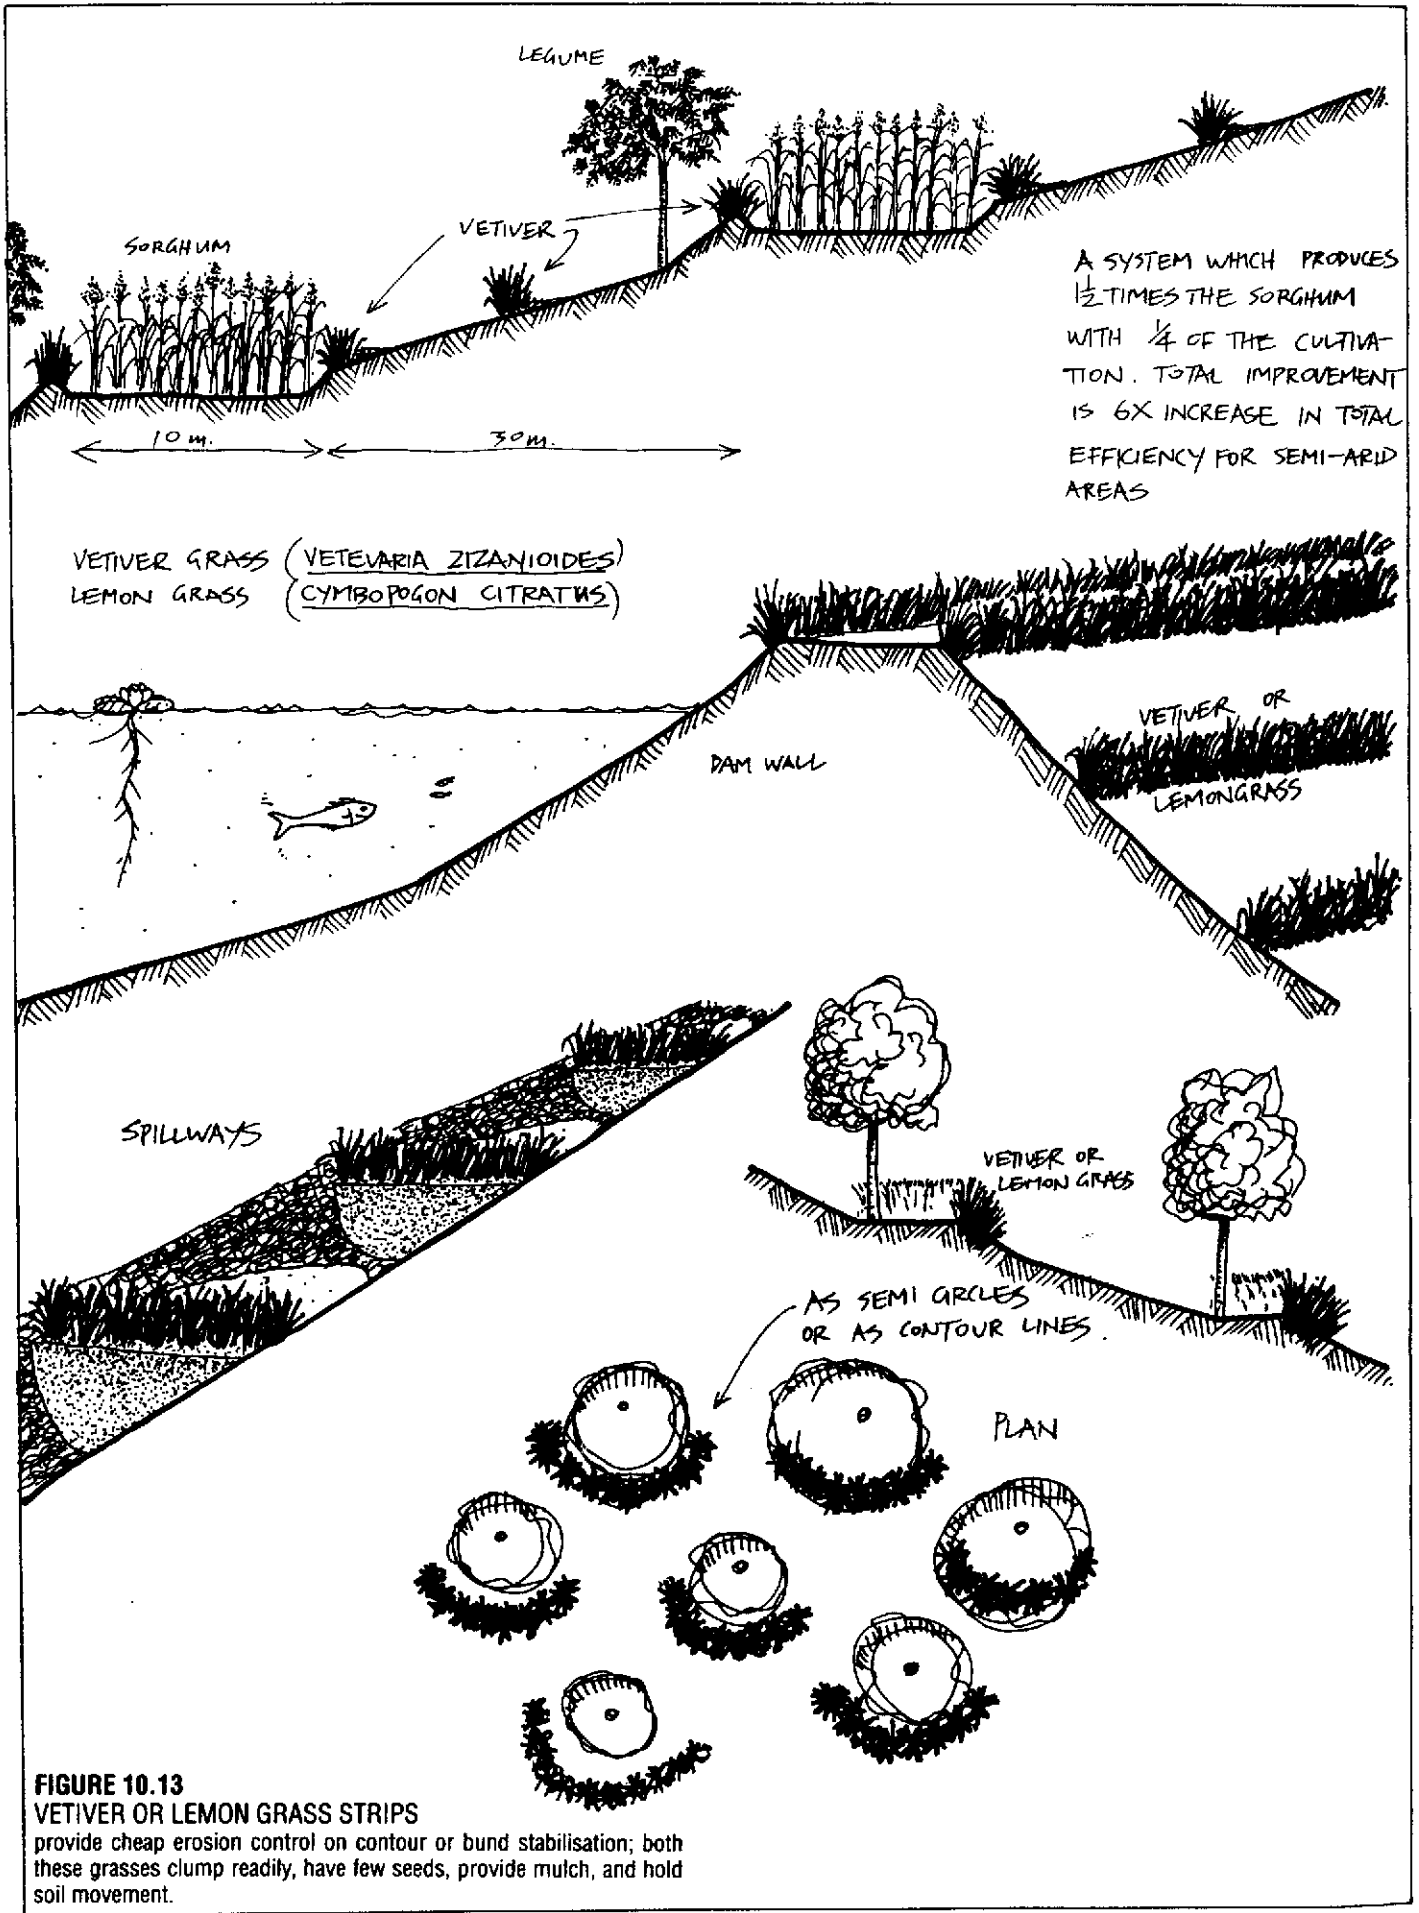 LEGUME
VETIVER
SORGHUM
A SYSTEM WHICH PRODUCES
1½ TIMES THE SORGHUM
WITH ¼ OF THE CULTIVA-
TION. TOTAL IMPROVEMENT
IS 6X INCREASE IN TOTAL
EFFICIENCY FOR SEMI-ARID
AREAS
10 m.
30 m.
VETIVER GRASS (VETEVARIA ZIZANIOIDES)
LEMON GRASS (CYMBOPOGON CITRATUS)
VETIVER OR
LEMONGRASS
DAM WALL
SPILLWAYS
VETIVER OR
LEMON GRASS
AS SEMI CIRCLES
OR AS CONTOUR LINES.
PLAN
FIGURE 10.13
VETIVER OR LEMON GRASS STRIPS
provide cheap erosion control on contour or bund stabilisation; both
these grasses clump readily, have few seeds, provide mulch, and hold
soil movement.